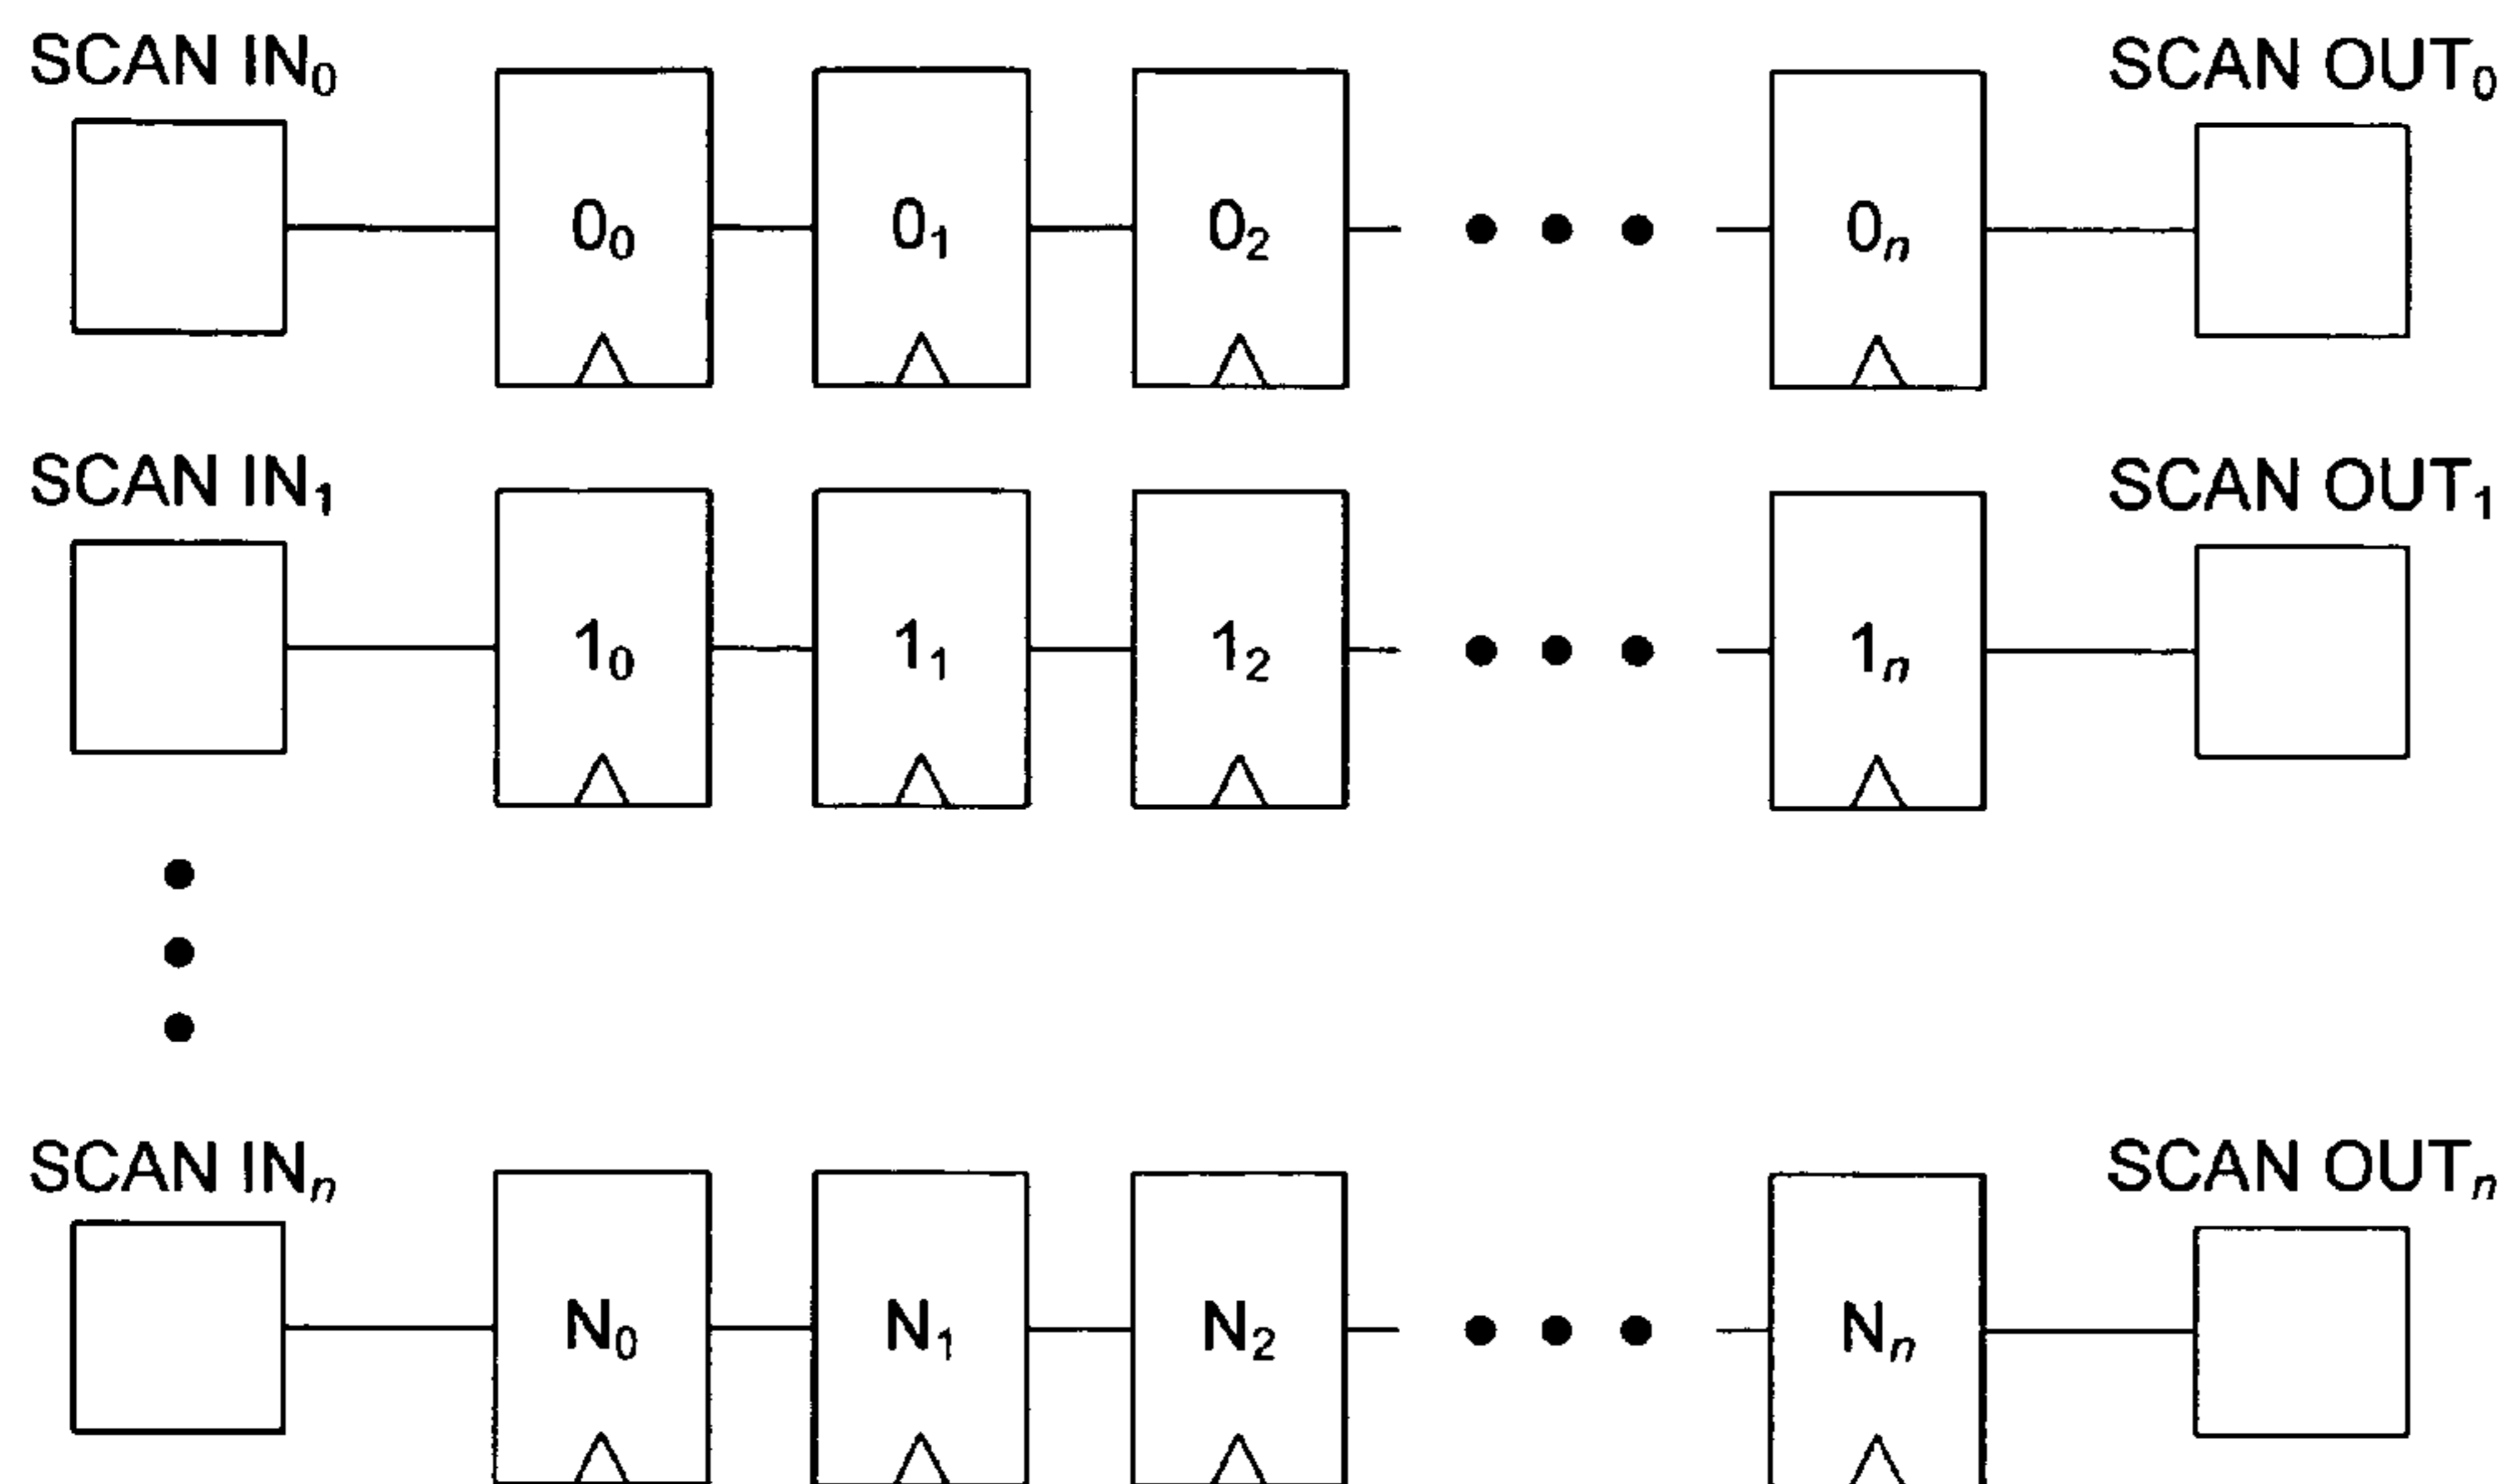 SCAN IN₀ SCAN OUT₀
0₀ 0₁ 0₂ 0ₙ
SCAN IN₁ SCAN OUT₁
1₀ 1₁ 1₂ 1ₙ
SCAN INₙ SCAN OUTₙ
N₀ N₁ N₂ Nₙ